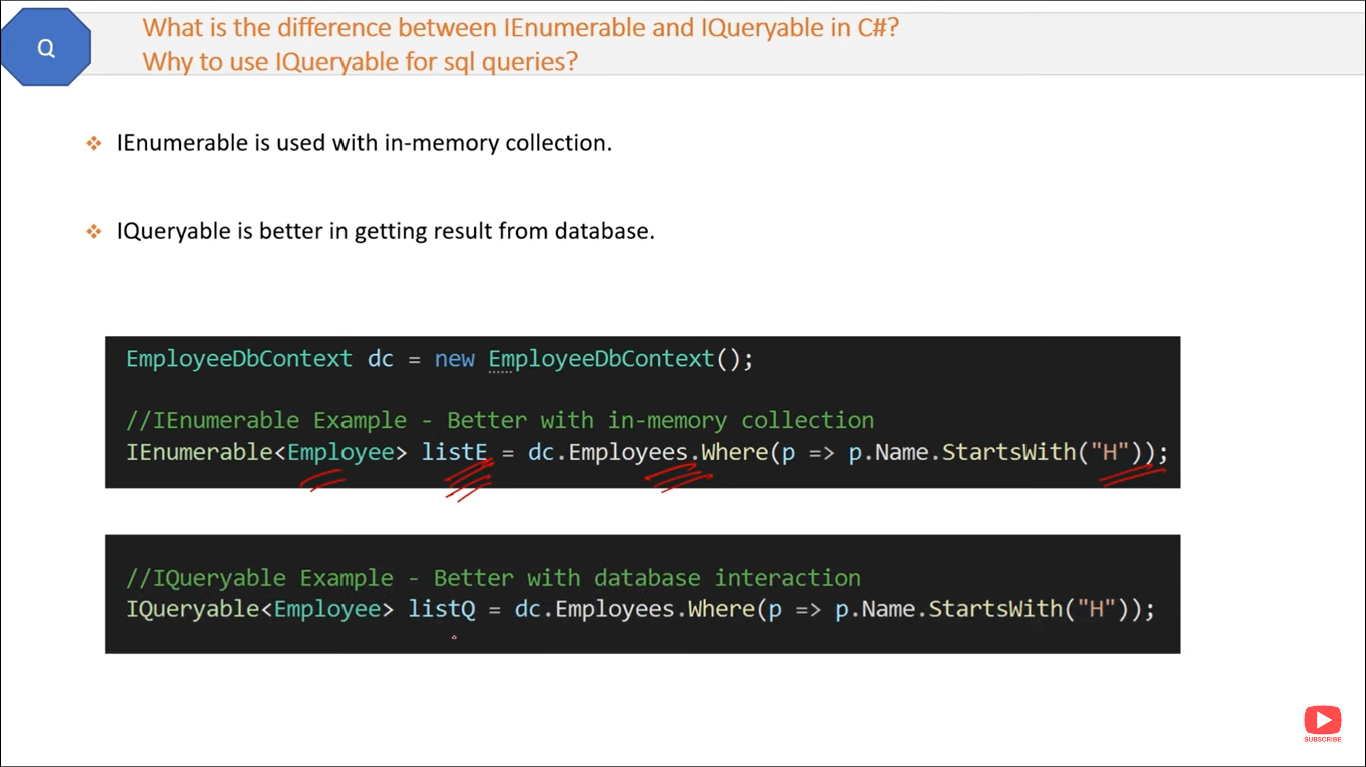 Q
What is the difference between IEnumerable and IQueryable in C#?
Why to use IQueryable for sql queries?
IEnumerable is used with in-memory collection.
IQueryable is better in getting result from database.
EmployeeDbContext dc = new EmployeeDbContext();
//IEnumerable Example - Better with in-memory collection
IEnumerable<Employee> listE = dc.Employees.Where(p => p.Name.StartsWith("H"));
//IQueryable Example - Better with database interaction
IQueryable<Employee> listQ = dc.Employees.Where(p => p.Name.StartsWith("H"));
SUBSCRIBE